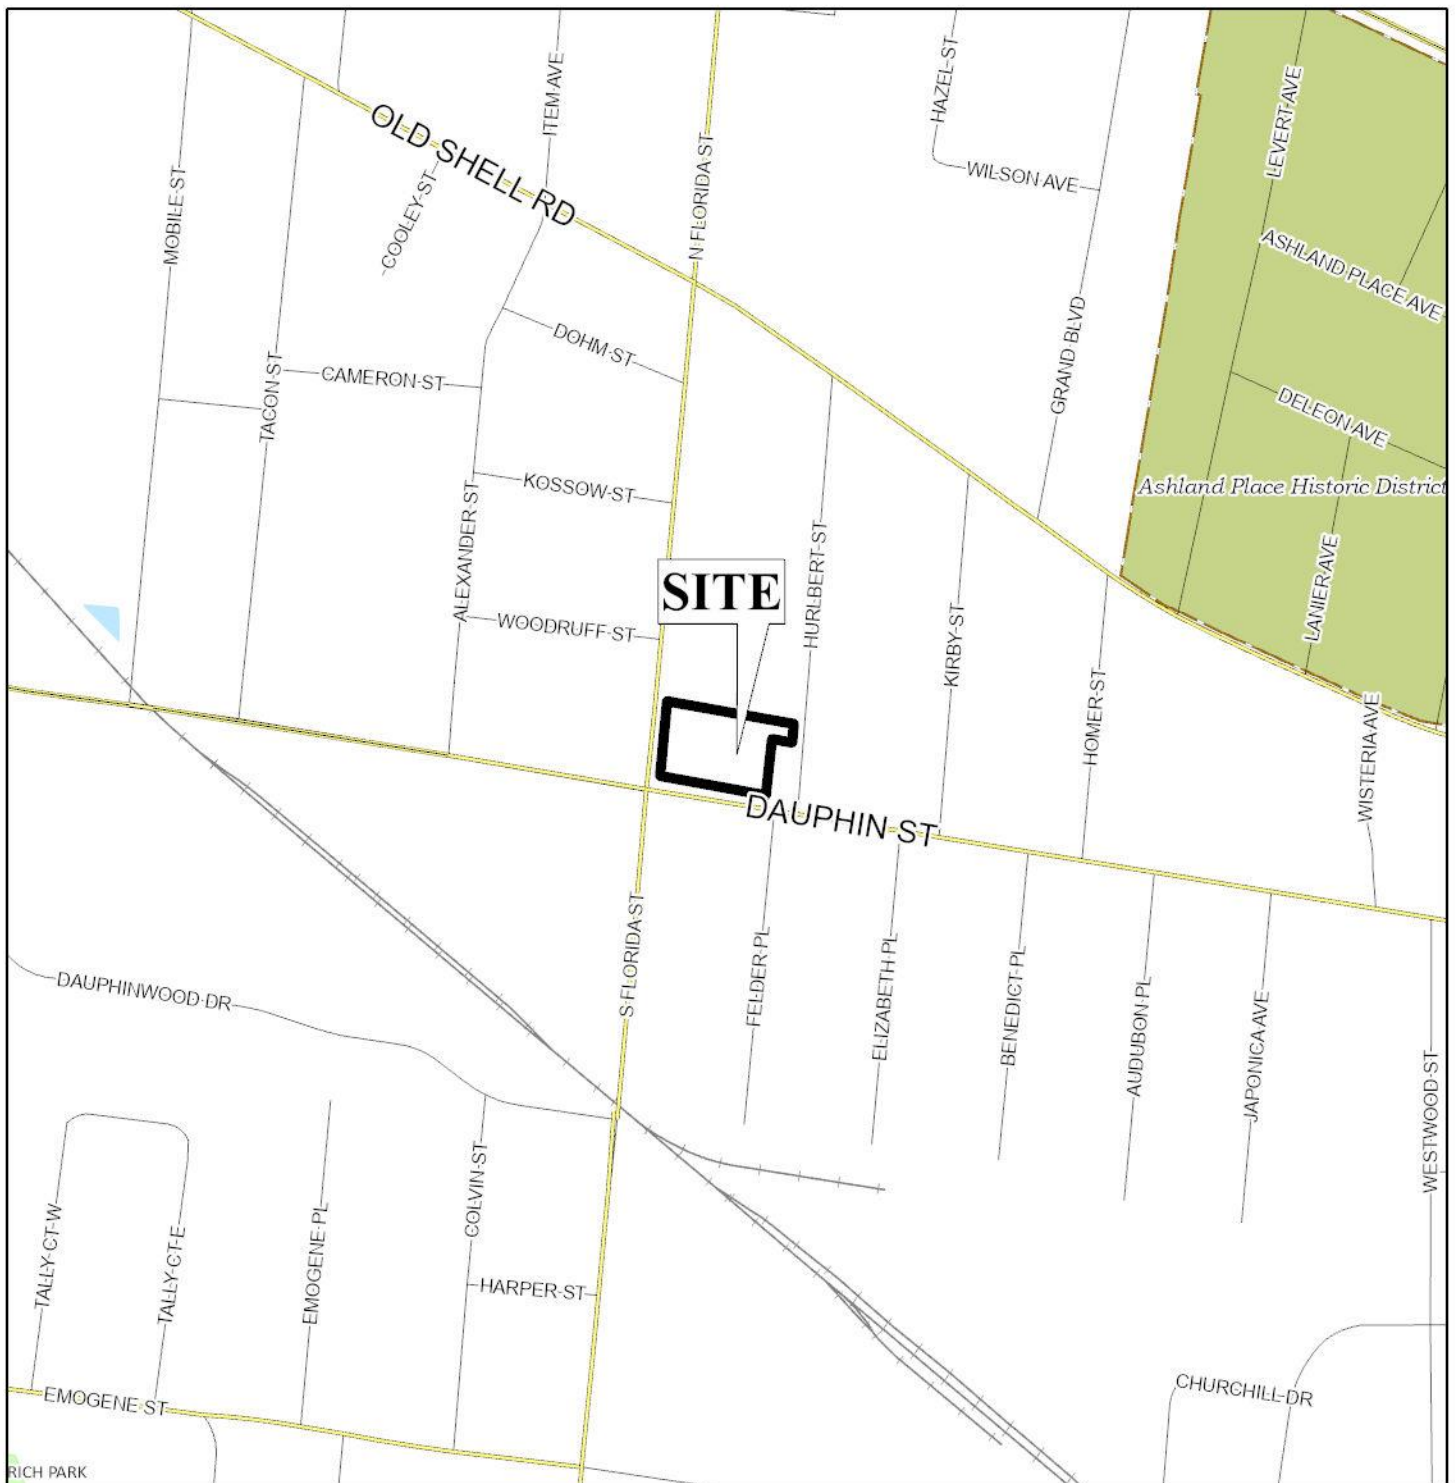 OLD SHELL RD
ITEM AVE
HAZEL ST
LEVERT AVE
N FLORIDA ST
WILSON AVE
MOBILE ST
COOLEY ST
ASHLAND PLACE AVE
GRAND BLVD
DOHM ST
CAMERON ST
TACON ST
DELEON AVE
KOSSOW ST
Ashland Place Historic District
ALEXANDER ST
HURLBERT ST
LANIER AVE
SITE
WOODRUFF ST
KIRBY ST
HOMER ST
WISTERIA AVE
DAUPHIN ST
S FLORIDA ST
FELDER PL
ELIZABETH PL
BENEDICT PL
AUDUBON PL
JAPONICA AVE
DAUPHINWOOD DR
WESTWOOD ST
TALLY CT W
TALLY CT E
EMOGENE PL
COLVIN ST
HARPER ST
CHURCHILL DR
EMOGENE ST
RICH PARK